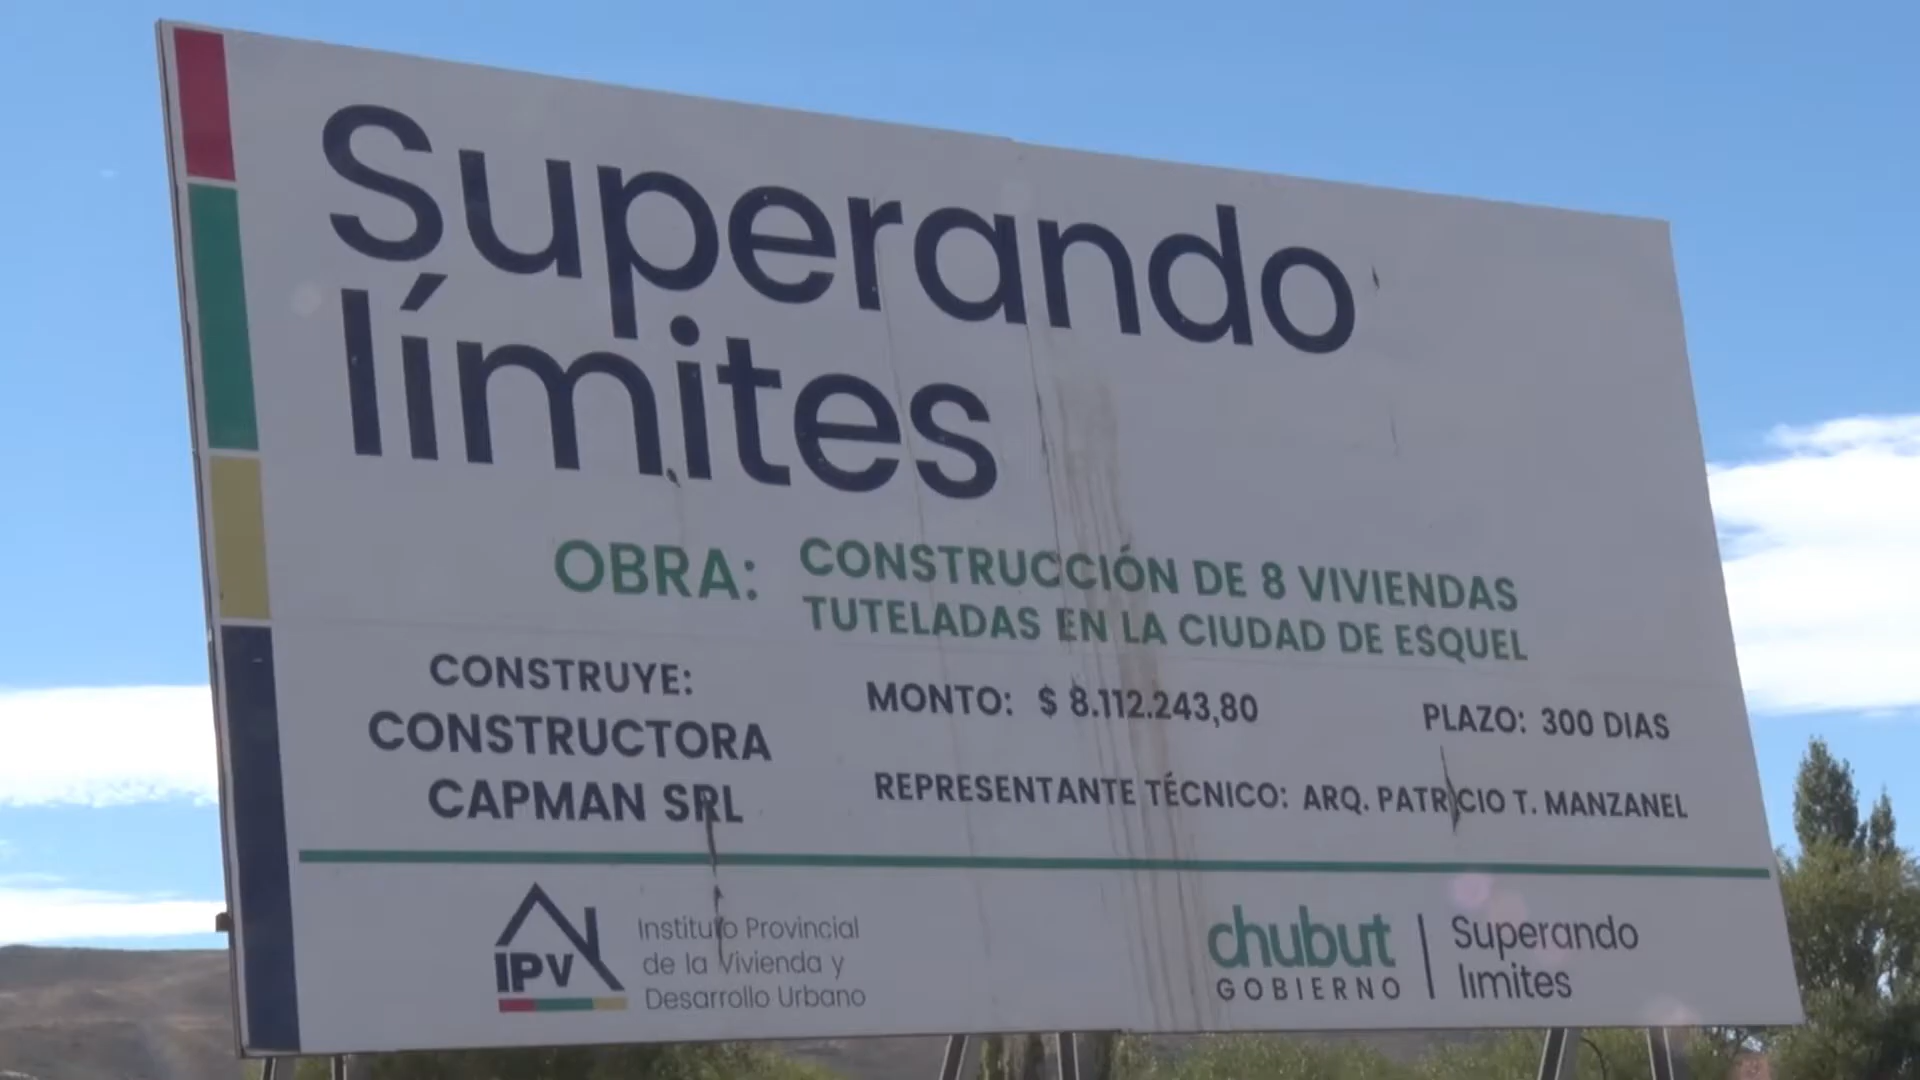 Superando
límites
OBRA: CONSTRUCCIÓN DE 8 VIVIENDAS
TUTELADAS EN LA CIUDAD DE ESQUEL
CONSTRUYE:
CONSTRUCTORA
CAPMAN SRL
MONTO: $ 8.112.243,80
PLAZO: 300 DIAS
REPRESENTANTE TÉCNICO: ARQ. PATRICIO T. MANZANEL
IPV
Instituto Provincial
de la Vivienda y
Desarrollo Urbano
chubut
GOBIERNO
Superando
límites